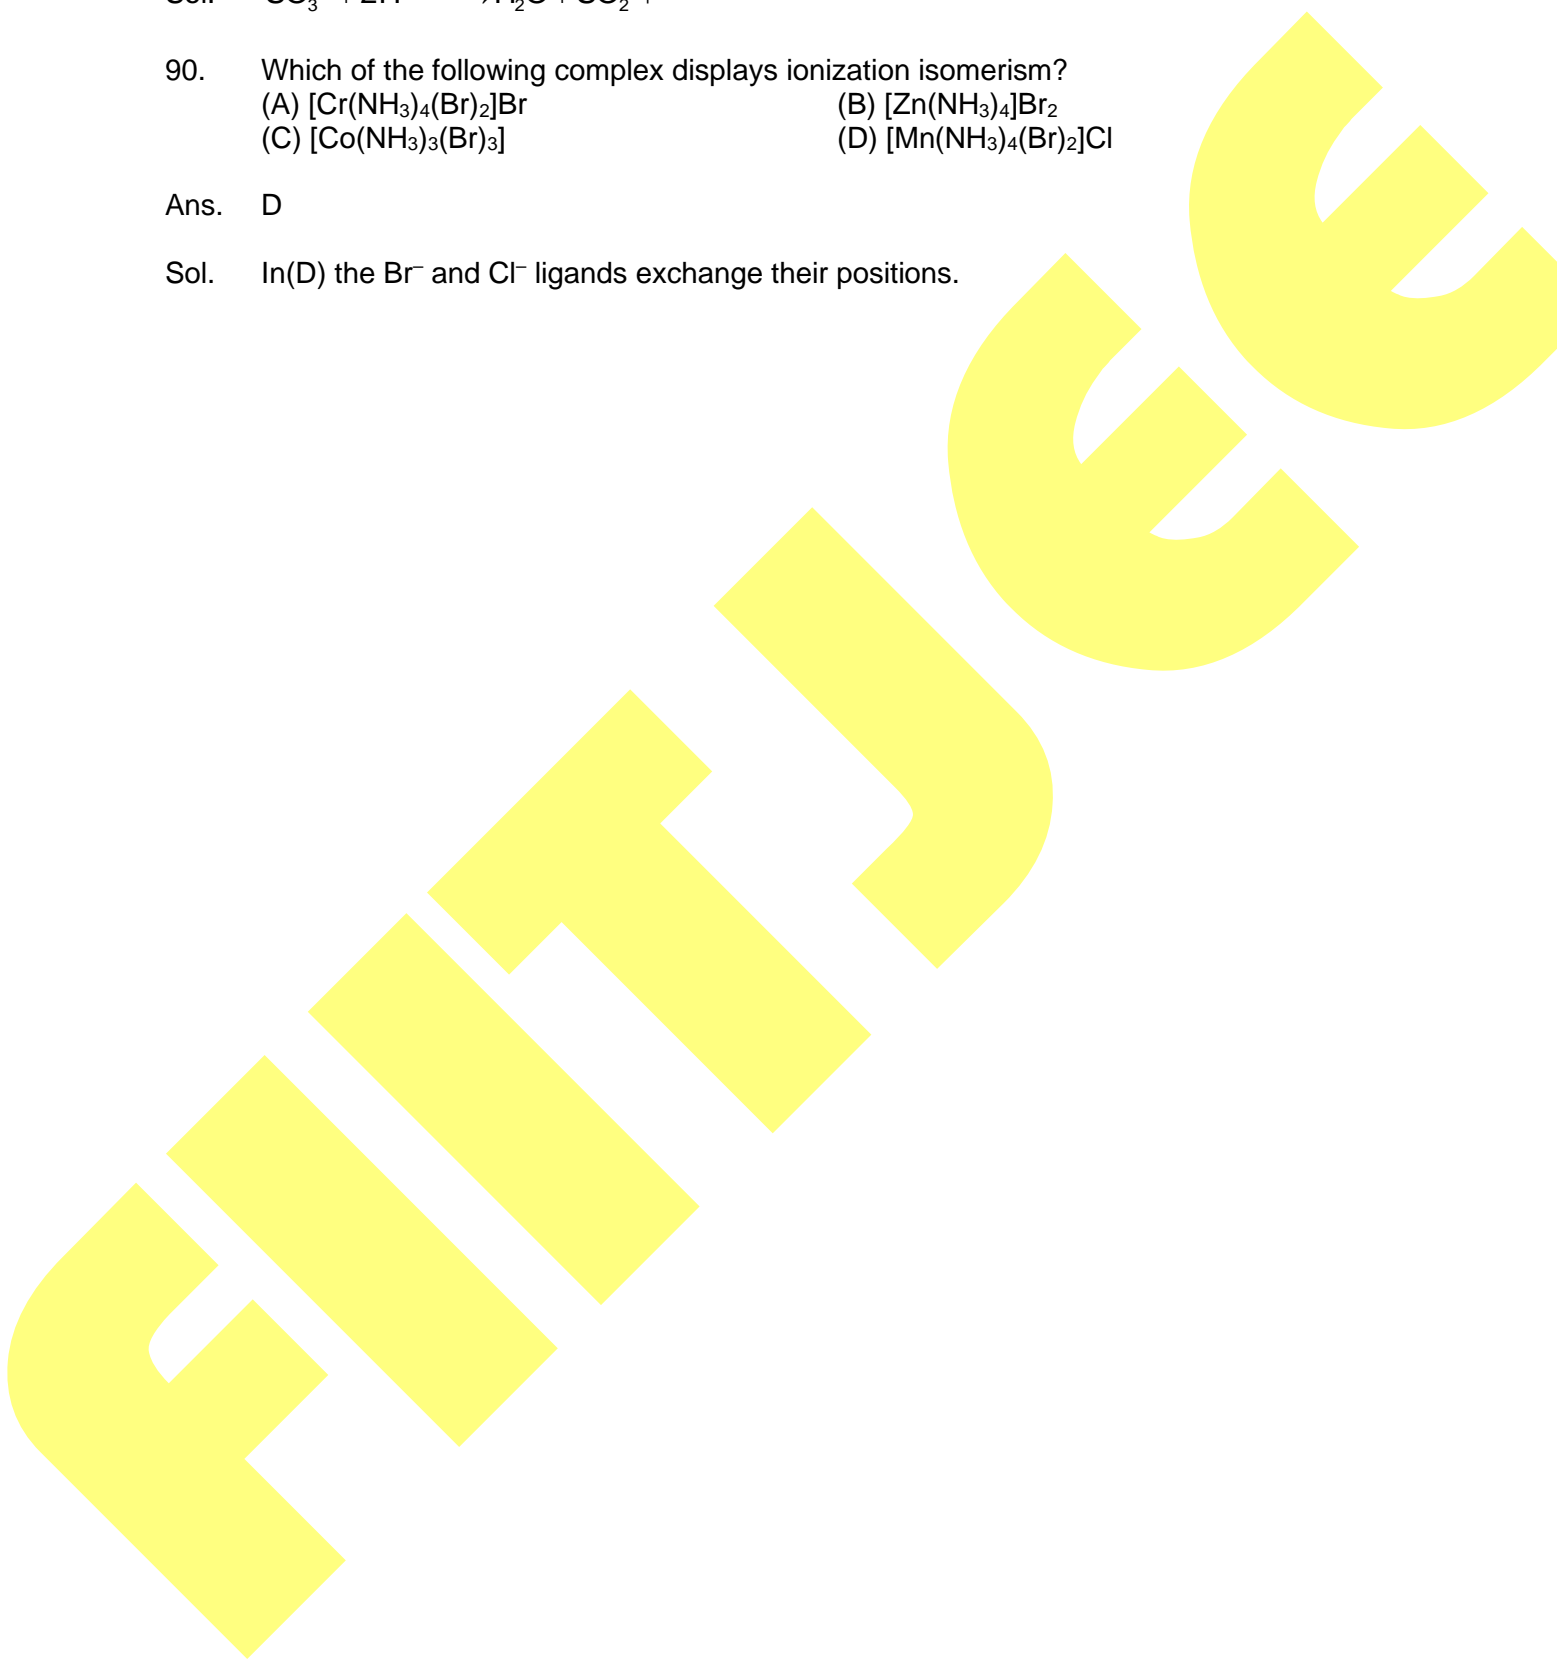 90. Which of the following complex displays ionization isomerism?
(A) [Cr(NH₃)₄(Br)₂]Br (B) [Zn(NH₃)₄]Br₂
(C) [Co(NH₃)₃(Br)₃] (D) [Mn(NH₃)₄(Br)₂]Cl
Ans. D
Sol. In(D) the Br⁻ and Cl⁻ ligands exchange their positions.
FIITJEE